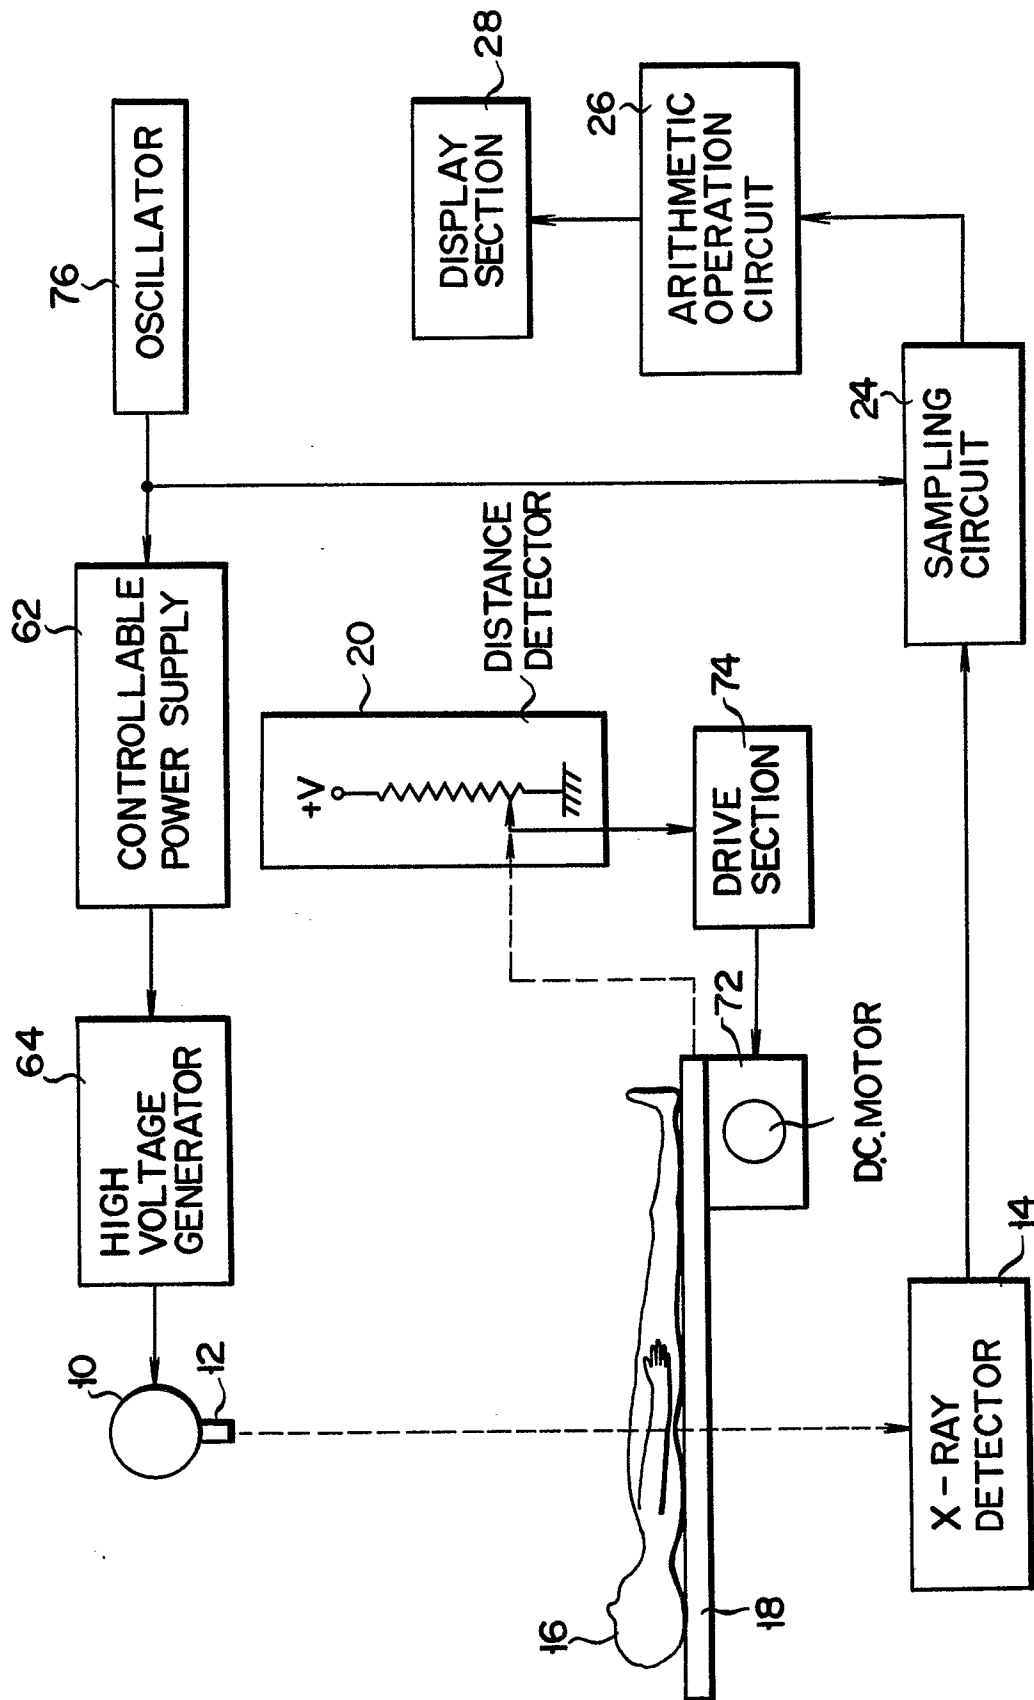 64
HIGH
VOLTAGE
GENERATOR
62
CONTROLLABLE
POWER SUPPLY
76
OSCILLATOR
10
12
20
+V
DISTANCE
DETECTOR
28
DISPLAY
SECTION
16
18
72
D.C. MOTOR
74
DRIVE
SECTION
26
ARITHMETIC
OPERATION
CIRCUIT
14
X-RAY
DETECTOR
24
SAMPLING
CIRCUIT